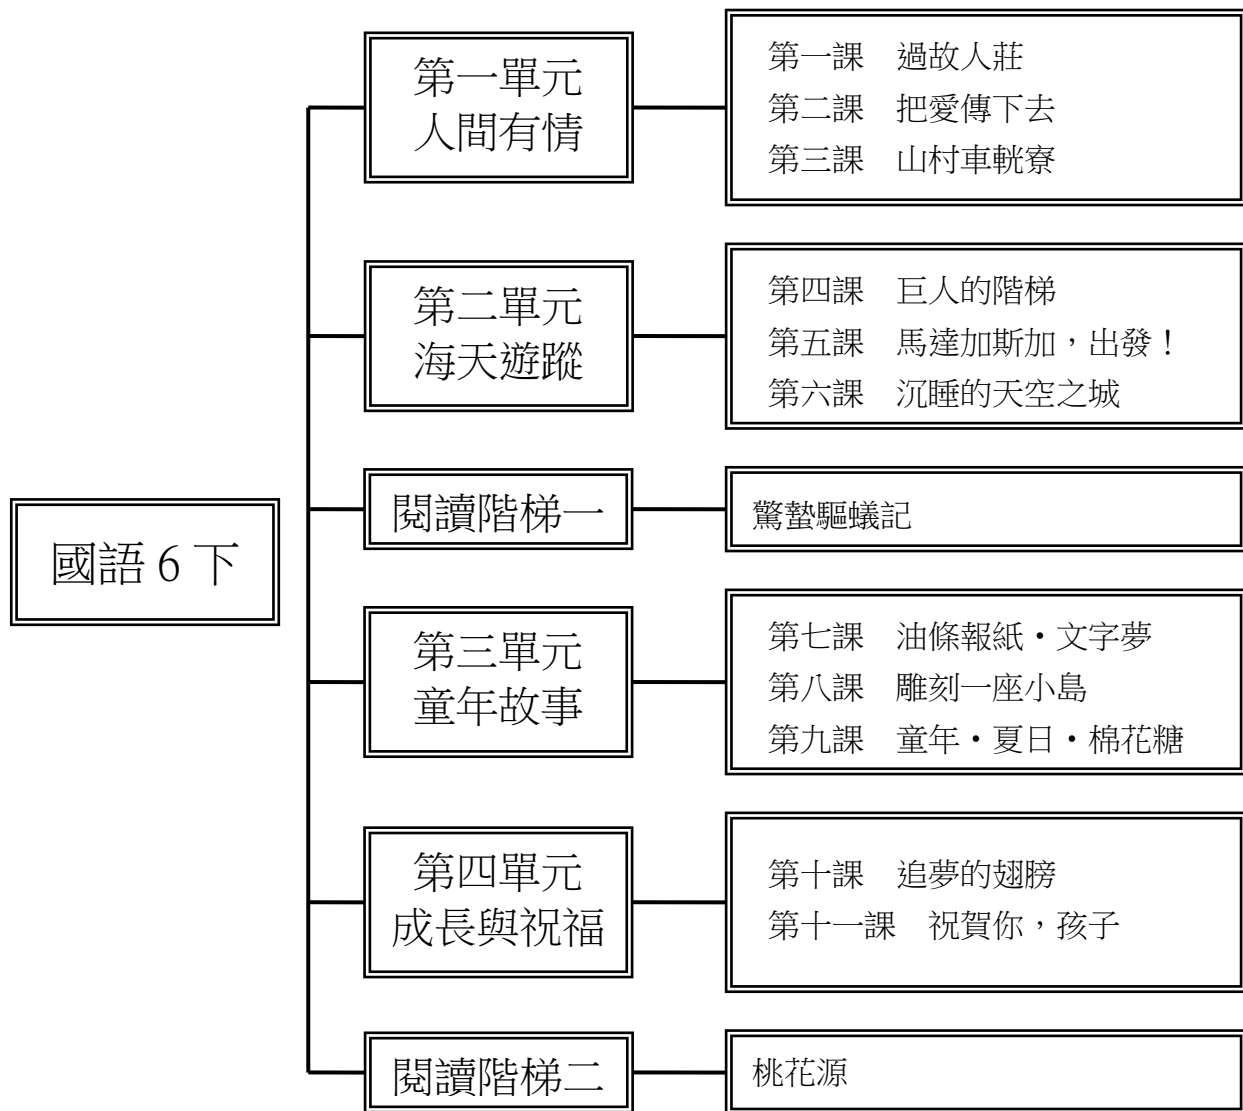 國語 6 下
第一單元
人間有情
第一課　過故人莊
第二課　把愛傳下去
第三課　山村車輄寮
第二單元
海天遊蹤
第四課　巨人的階梯
第五課　馬達加斯加，出發！
第六課　沉睡的天空之城
閱讀階梯一
驚蟄驅蟻記
第三單元
童年故事
第七課　油條報紙・文字夢
第八課　雕刻一座小島
第九課　童年・夏日・棉花糖
第四單元
成長與祝福
第十課　追夢的翅膀
第十一課　祝賀你，孩子
閱讀階梯二
桃花源